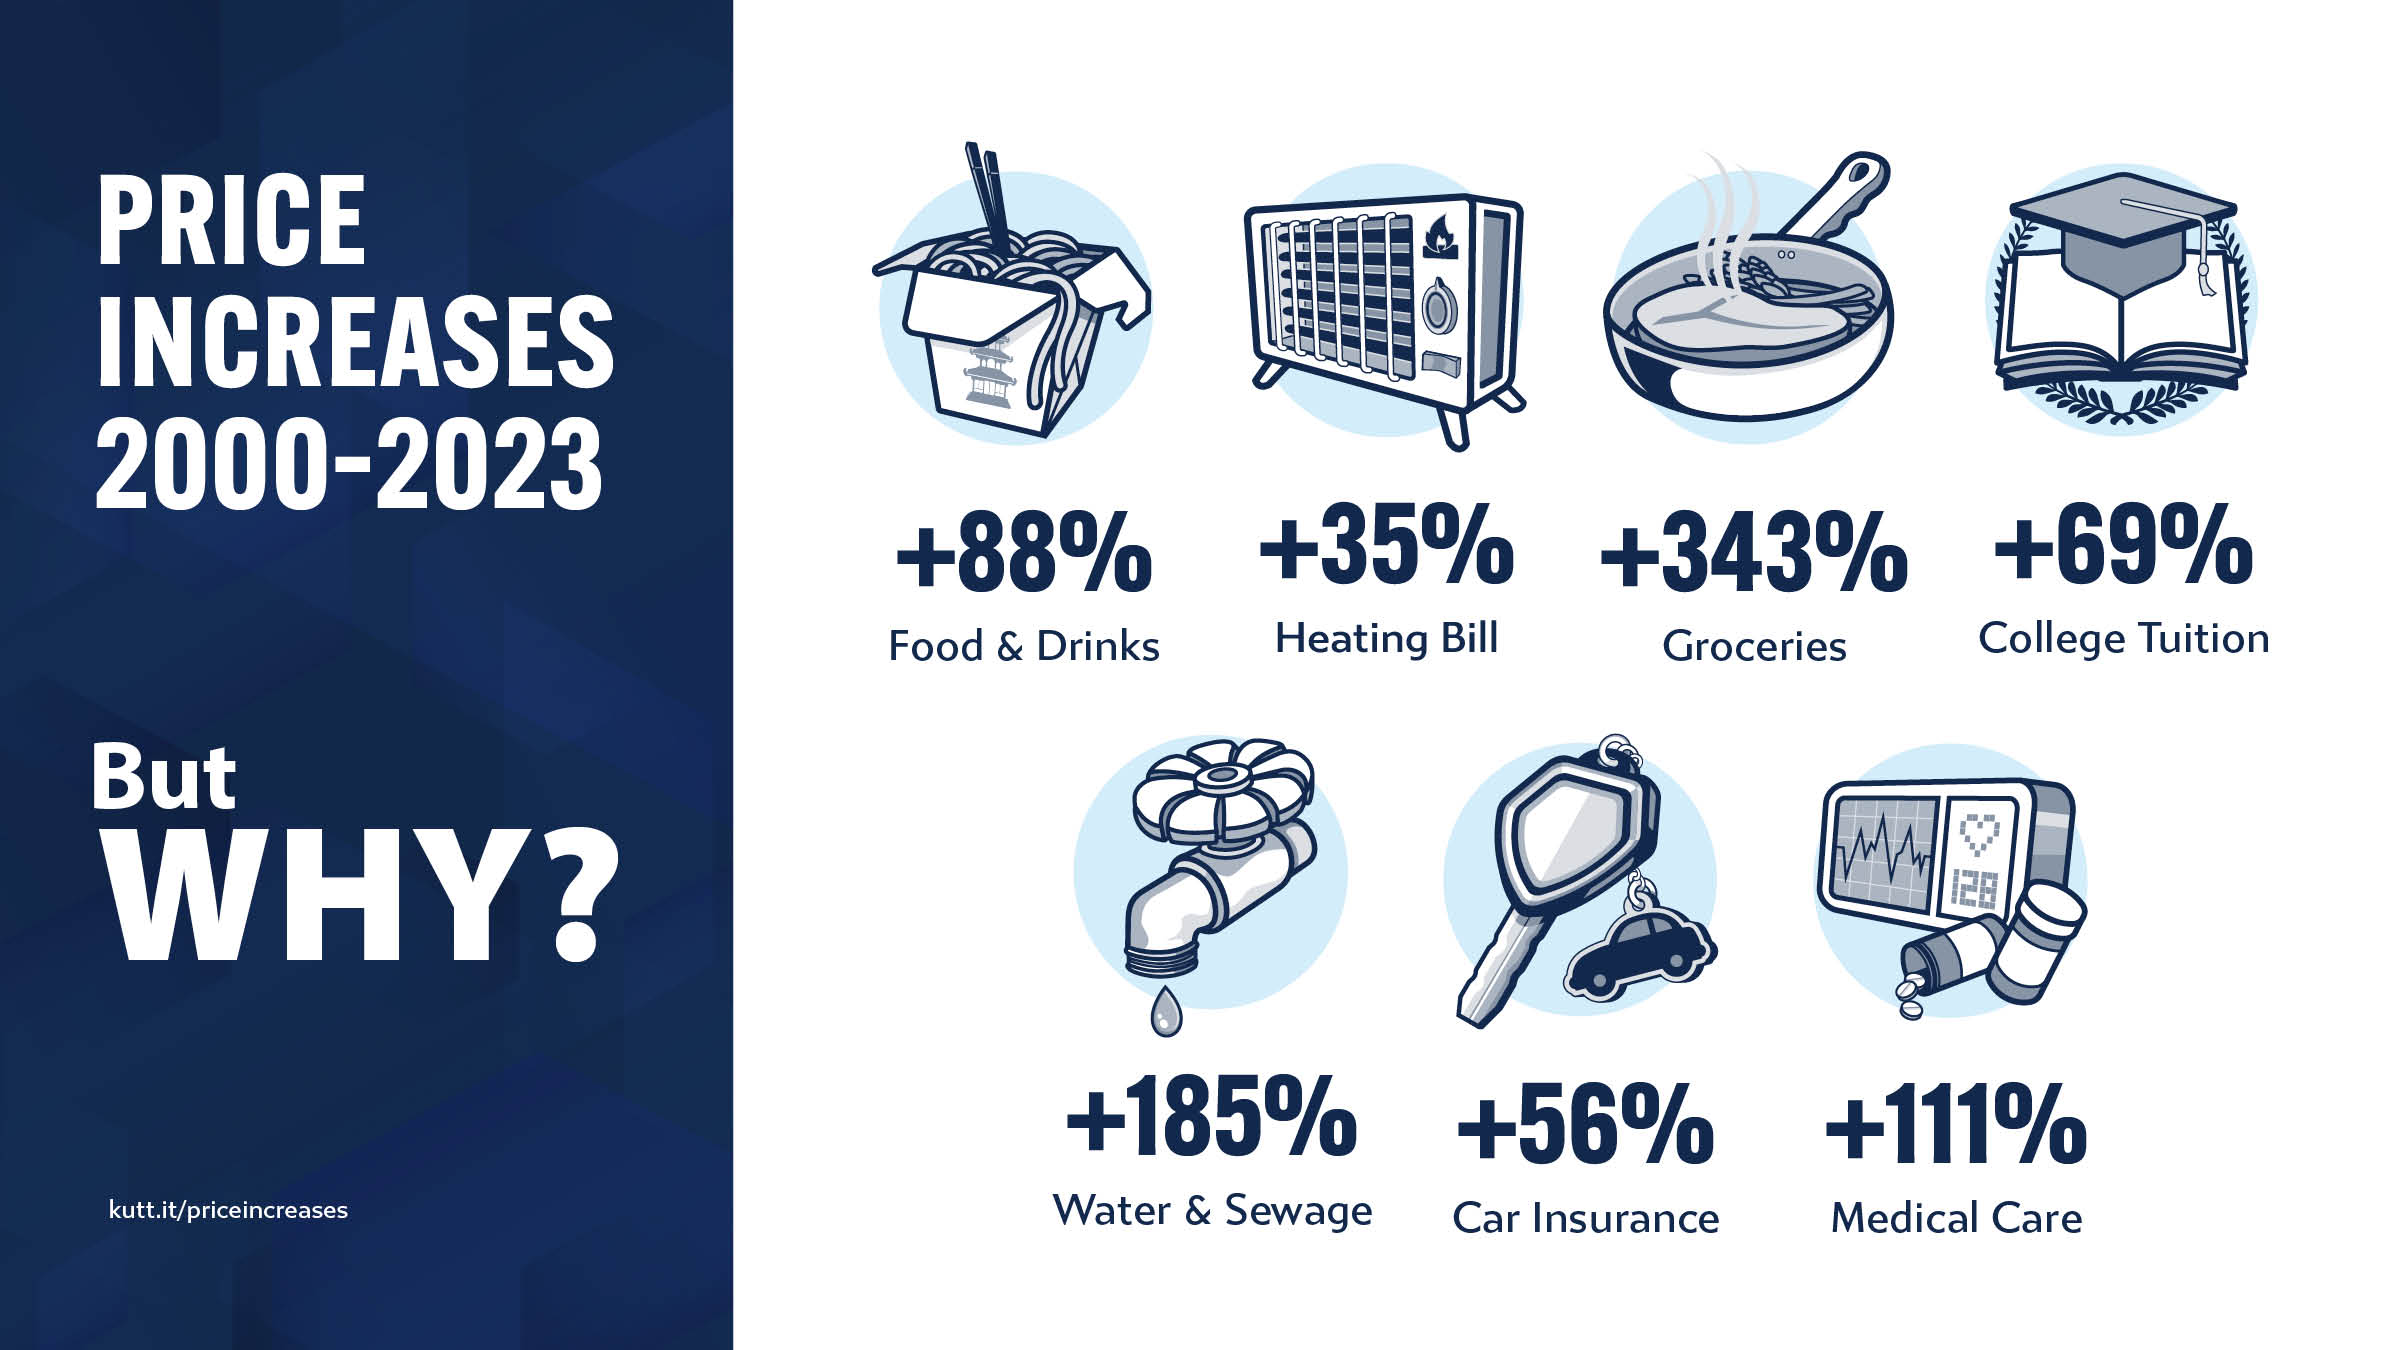 PRICE
INCREASES
2000-2023
But
WHY?
kutt.it/priceincreases
+88%
Food & Drinks
+35%
Heating Bill
+343%
Groceries
+69%
College Tuition
+185%
Water & Sewage
+56%
Car Insurance
+111%
Medical Care